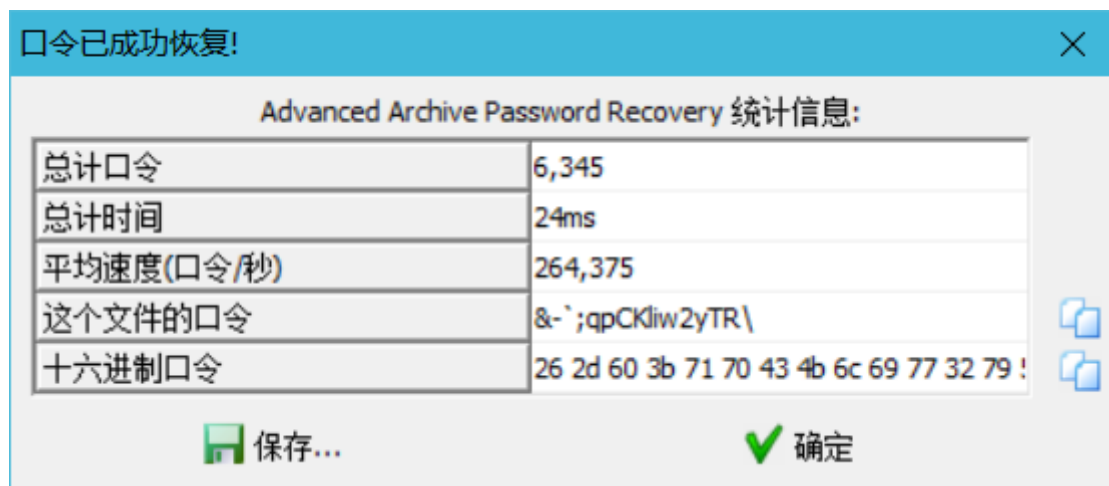 口令已成功恢复!
Advanced Archive Password Recovery 统计信息:
总计口令 6,345
总计时间 24ms
平均速度(口令/秒) 264,375
这个文件的口令 &-`;qpCKliw2yTR\
十六进制口令 26 2d 60 3b 71 70 43 4b 6c 69 77 32 79
保存... 确定